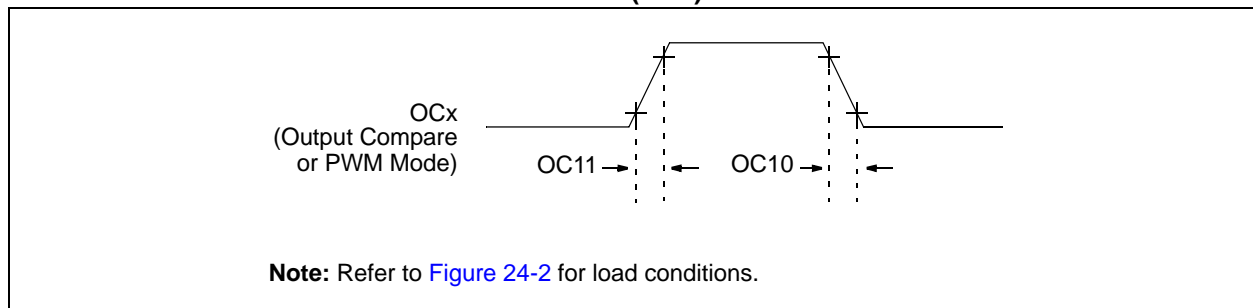 OCx
(Output Compare
or PWM Mode)
OC11
OC10
Note: Refer to Figure 24-2 for load conditions.